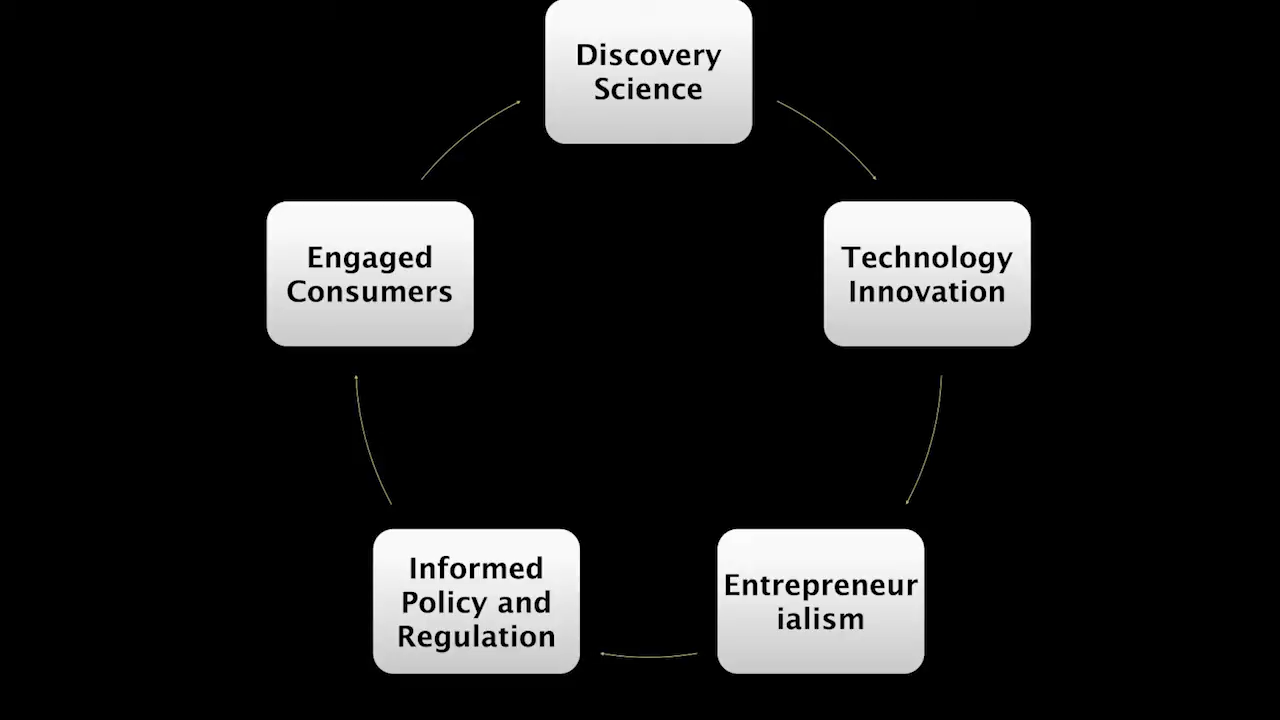 Discovery
Science
Technology
Innovation
Entrepreneur
ialism
Informed
Policy and
Regulation
Engaged
Consumers